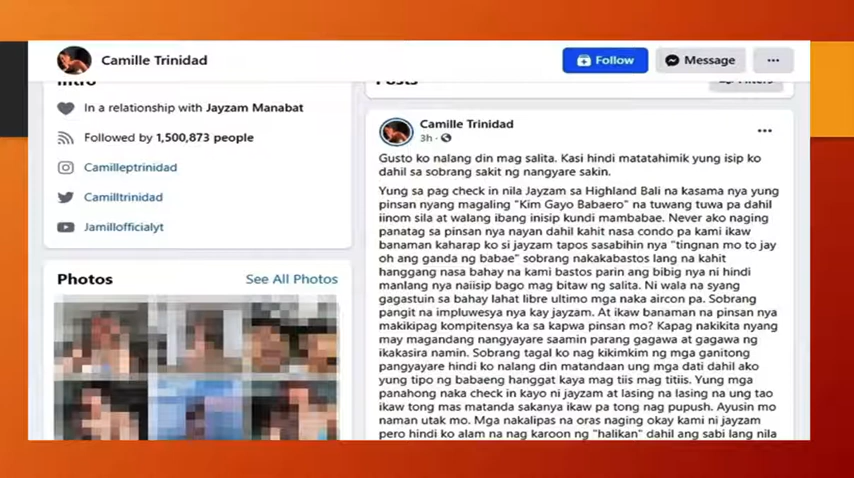 Camille Trinidad
Follow
Message
Intro
In a relationship with Jayzam Manabat
Followed by 1,500,873 people
Camilleptrinidad
Camilltrinidad
Jamillofficialyt
Photos
See All Photos
Posts
Filters
Camille Trinidad
3h
Gusto ko nalang din mag salita. Kasi hindi matatahimik yung isip ko
dahil sa sobrang sakit ng nangyare sakin.
Yung sa pag check in nila Jayzam sa Highland Bali na kasama nya yung
pinsan nyang magaling "Kim Gayo Babaero" na tuwang tuwa pa dahil
iinom sila at walang ibang inisip kundi mambabae. Never ako naging
panatag sa pinsan nya nayan dahil kahit nasa condo pa kami ikaw
banaman kaharap ko si jayzam tapos sasabihin nya "tingnan mo to jay
oh ang ganda ng babae" sobrang nakakabastos lang na kahit
hanggang nasa bahay na kami bastos parin ang bibig nya ni hindi
manlang nya naiisip bago mag bitaw ng salita. Ni wala na syang
gagastuin sa bahay lahat libre ultimo mga naka aircon pa. Sobrang
pangit na impluwesya nya kay jayzam. At ikaw banaman na pinsan nya
makikipag kompitensya ka sa kapwa pinsan mo? Kapag nakikita nyang
may magandang nangyayare saamin parang gagawa at gagawa ng
ikakasira namin. Sobrang tagal ko nag kikimkim ng mga ganitong
pangyayare hindi ko nalang din matandaan ung mga dati dahil ako
yung tipo ng babaeng hanggat kaya mag tiis mag titiis. Yung mga
panahong naka check in kayo ni jayzam at lasing na lasing na ung tao
ikaw tong mas matanda sakanya ikaw pa tong nag pupush. Ayusin mo
naman utak mo. Mga nakalipas na oras naging okay kami ni jayzam
pero hindi ko alam na nag karoon ng "halikan" dahil ang sabi lang nila